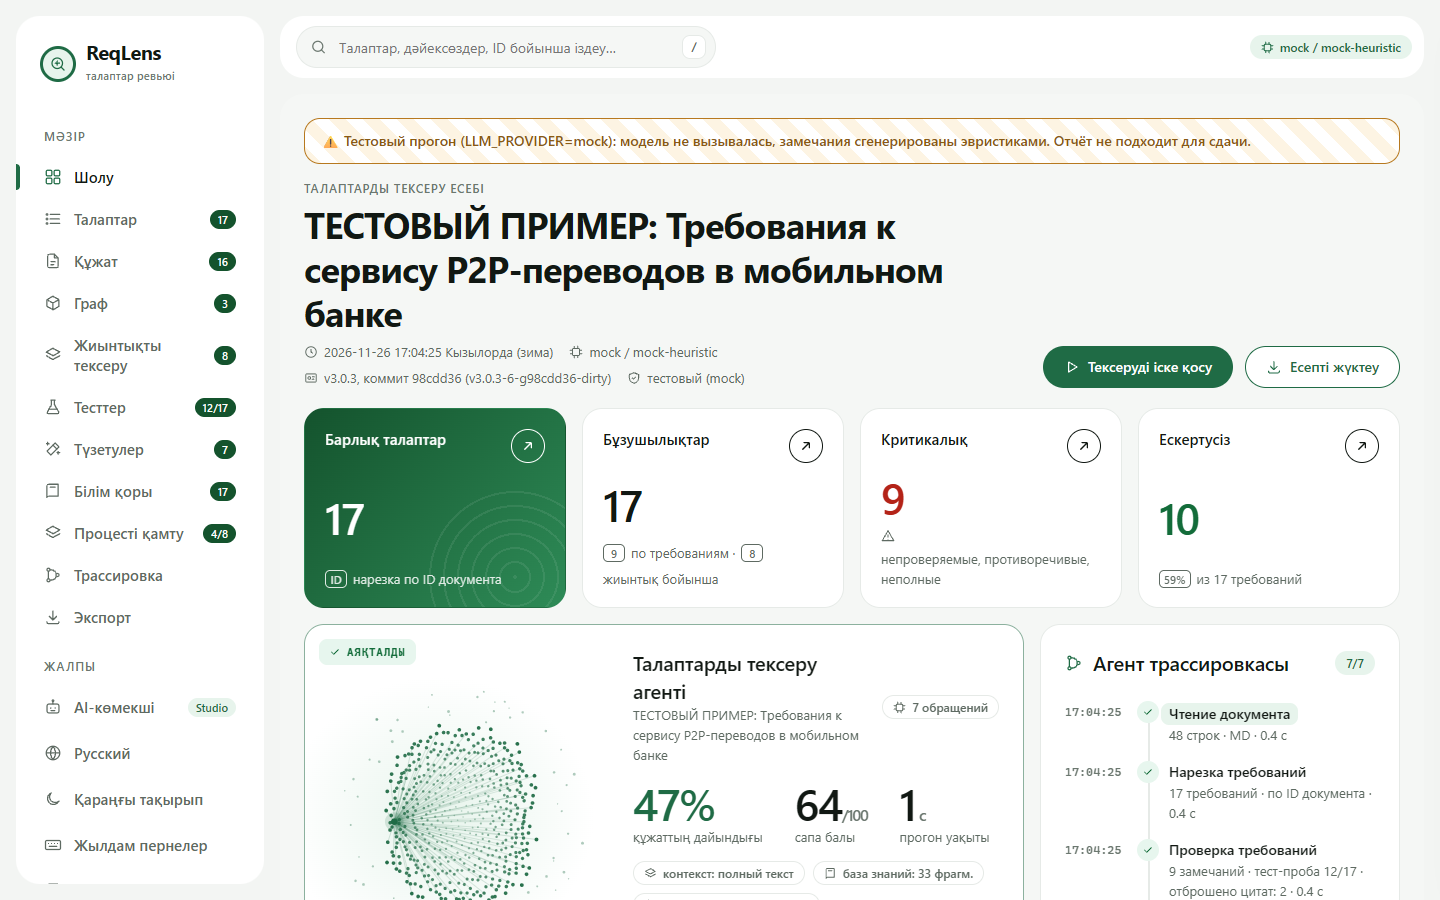 ReqLens
талаптар ревьюі
МӘЗІР
Шолу
Талаптар 17
Құжат 16
Граф 3
Жиынтықты
тексеру 8
Тесттер 12/17
Түзетулер 7
Білім қоры 17
Процесті қамту 4/8
Трассировка
Экспорт
ЖАЛПЫ
AI-көмекші Studio
Русский
Қараңғы тақырып
Жылдам пернелер
Талаптар, дәйексөздер, ID бойынша іздеу... /
mock / mock-heuristic
Тестовый прогон (LLM_PROVIDER=mock): модель не вызывалась, замечания сгенерированы эвристиками. Отчёт не подходит для сдачи.
ТАЛАПТАРДЫ ТЕКСЕРУ ЕСЕБІ
ТЕСТОВЫЙ ПРИМЕР: Требования к
сервису P2P-переводов в мобильном
банке
2026-11-26 17:04:25 Кызылорда (зима) mock / mock-heuristic
v3.0.3, коммит 98cdd36 (v3.0.3-6-g98cdd36-dirty) тестовый (mock)
Тексеруді іске қосу
Есепті жүктеу
Барлық талаптар
17
ID нарезка по ID документа
Бұзушылықтар
17
9 по требованиям · 8
жиынтық бойынша
Критикалық
9
непроверяемые, противоречивые,
неполные
Ескертусіз
10
59% из 17 требований
АЯҚТАЛДЫ
Талаптарды тексеру
агенті
ТЕСТОВЫЙ ПРИМЕР: Требования к
сервису P2P-переводов в мобильном
банке
7 обращений
47%
құжаттың дайындығы
64/100
сапа балы
1с
прогон уақыты
контекст: полный текст
база знаний: 33 фрагм.
Агент трассировкасы 7/7
17:04:25 Чтение документа
48 строк · MD · 0.4 с
17:04:25 Нарезка требований
17 требований · по ID документа ·
0.4 с
17:04:25 Проверка требований
9 замечаний · тест-проба 12/17 ·
отброшено цитат: 2 · 0.4 с